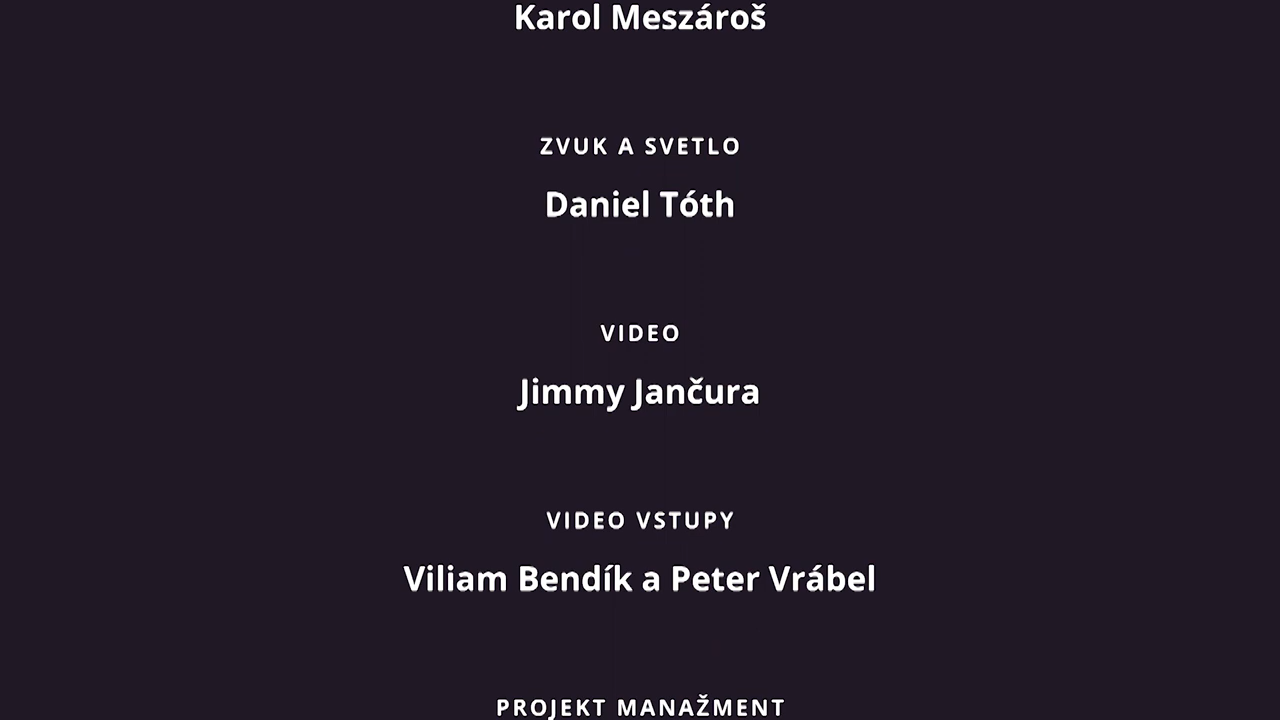 Karol Meszároš
ZVUK A SVETLO
Daniel Tóth
VIDEO
Jimmy Jančura
VIDEO VSTUPY
Viliam Bendík a Peter Vrábel
PROJEKT MANAŽMENT